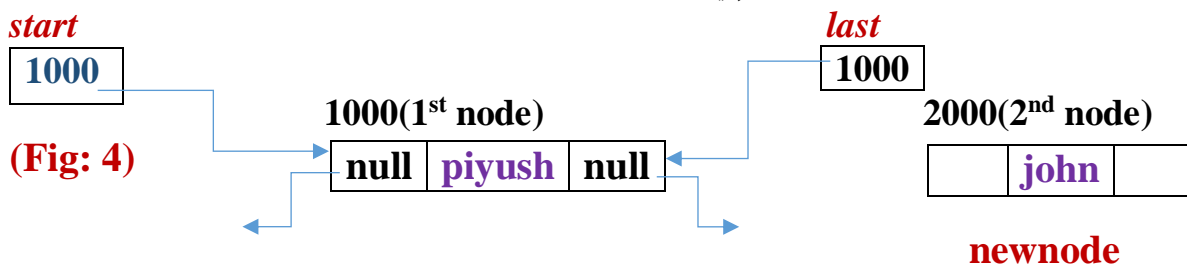 start
last
1000
1000
1000(1st node)
2000(2nd node)
(Fig: 4)
null piyush null
john
newnode